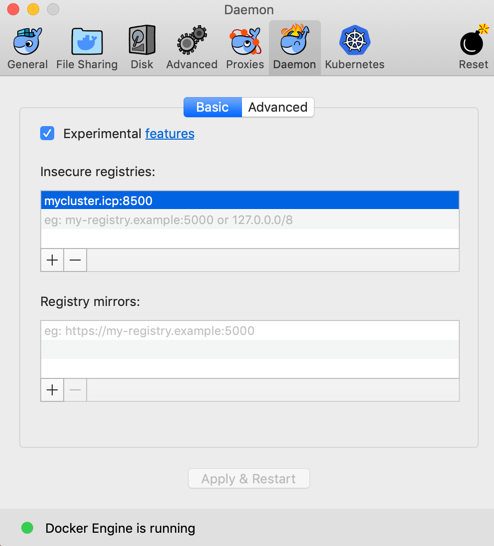 Daemon
General File Sharing Disk Advanced Proxies Daemon Kubernetes Reset
Basic Advanced
Experimental features
Insecure registries:
mycluster.icp:8500
eg: my-registry.example:5000 or 127.0.0.0/8
Registry mirrors:
eg: https://my-registry.example:5000
Apply & Restart
Docker Engine is running